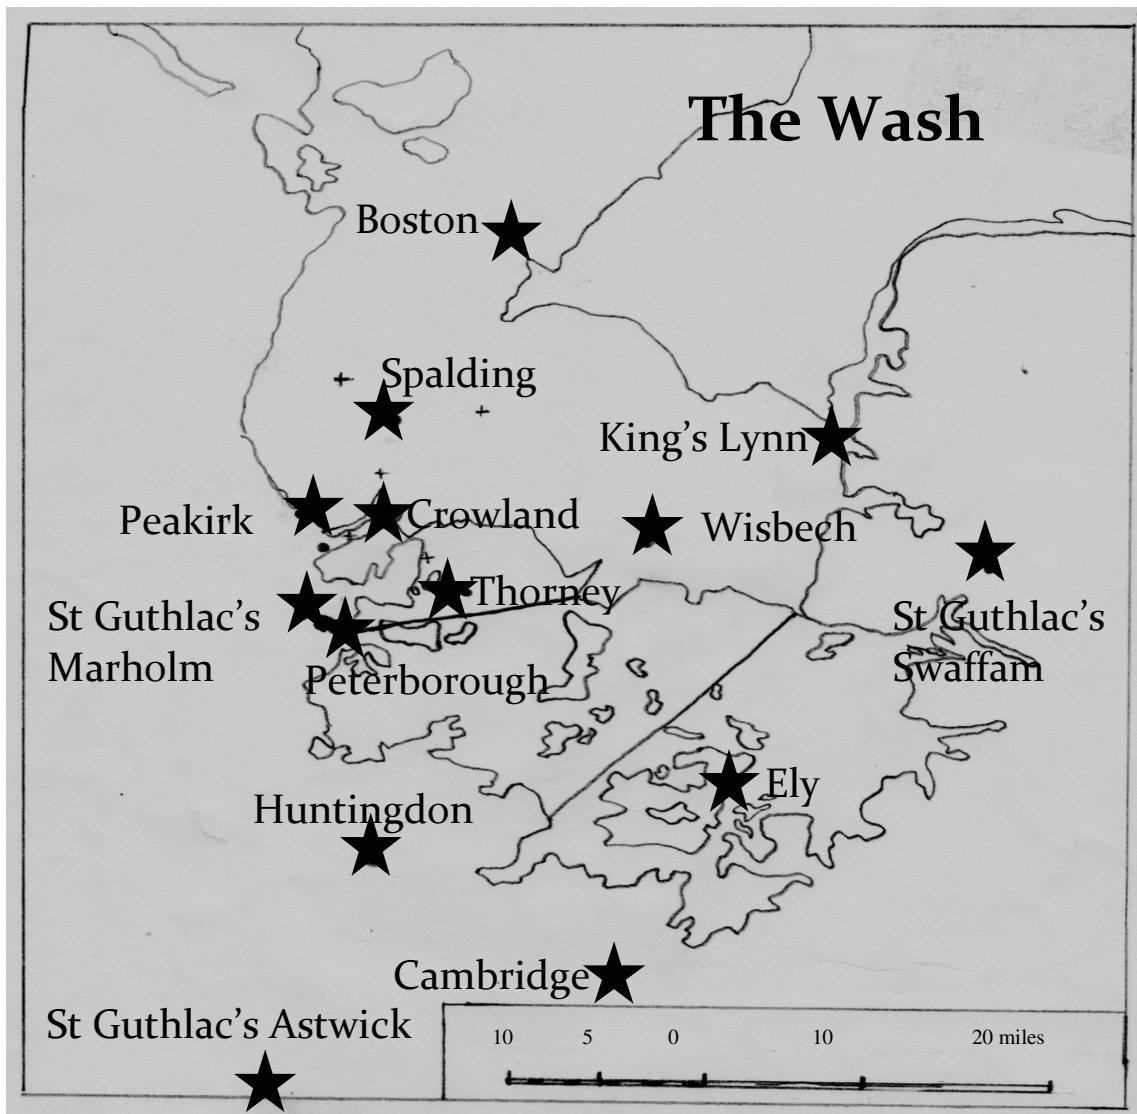 The Wash
Boston
Spalding
King's Lynn
Peakirk
Crowland
Wisbech
Thorney
St Guthlac's
Marholm
St Guthlac's
Swaffam
Peterborough
Ely
Huntingdon
Cambridge
St Guthlac's Astwick
10 5 0 10 20 miles